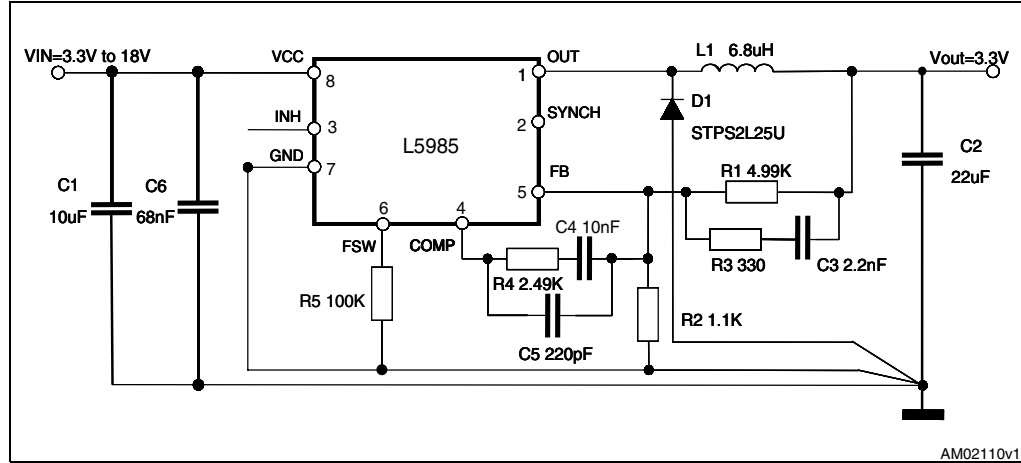 VIN=3.3V to 18V
VCC
8
INH
3
GND
7
L5985
OUT
1
SYNCH
2
FB
5
6
FSW
4
COMP
L1 6.8uH
Vout=3.3V
D1
STPS2L25U
C2
22uF
C1
10uF
C6
68nF
R1 4.99K
R3 330
C3 2.2nF
C4 10nF
R4 2.49K
R5 100K
C5 220pF
R2 1.1K
AM02110v1